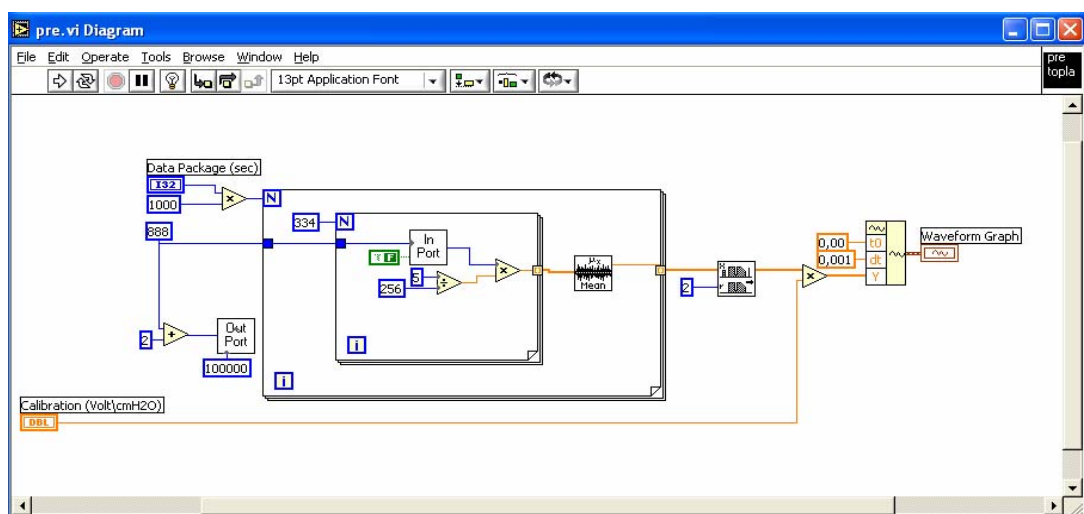 pre.vi Diagram
File Edit Operate Tools Browse Window Help
13pt Application Font
pre
topla
Data Package (sec)
I32
1000
N
888
334
N
In
Port
F
5
256
μx
Mean
i
i
2
Out
Port
100000
2
0,00
0,001
t0
dt
Y
Waveform Graph
Calibration (Volt\cmH2O)
DBL